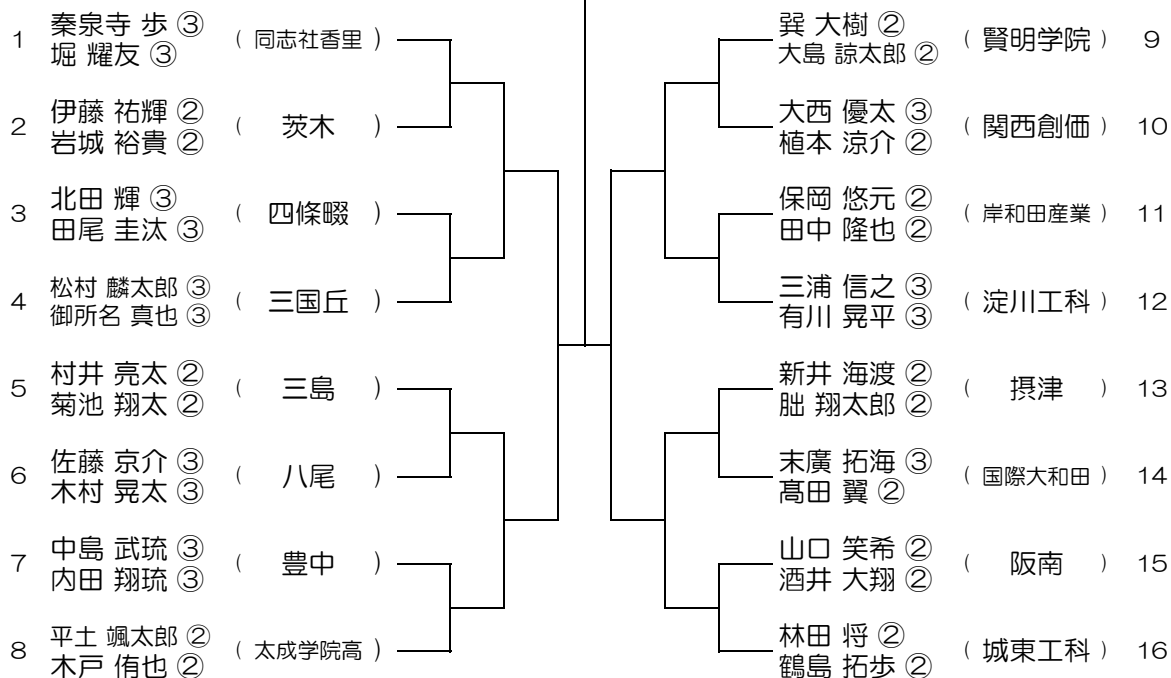 1 秦泉寺 歩 ③ ( 同志社香里 )
堀 耀友 ③
2 伊藤 祐輝 ② ( 茨木 )
岩城 裕貴 ②
3 北田 輝 ③ ( 四條畷 )
田尾 圭汰 ③
4 松村 麟太郎 ③ ( 三国丘 )
御所名 真也 ③
5 村井 亮太 ② ( 三島 )
菊池 翔太 ②
6 佐藤 京介 ③ ( 八尾 )
木村 晃太 ③
7 中島 武琉 ③ ( 豊中 )
内田 翔琉 ③
8 平土 颯太郎 ② ( 太成学院高 )
木戸 侑也 ②
巽 大樹 ② ( 賢明学院 ) 9
大島 諒太郎 ②
大西 優太 ③ ( 関西創価 ) 10
植本 涼介 ②
保岡 悠元 ② ( 岸和田産業 ) 11
田中 隆也 ②
三浦 信之 ③ ( 淀川工科 ) 12
有川 晃平 ③
新井 海渡 ② ( 摂津 ) 13
朏 翔太郎 ②
末廣 拓海 ③ ( 国際大和田 ) 14
髙田 翼 ②
山口 笑希 ② ( 阪南 ) 15
酒井 大翔 ②
林田 将 ② ( 城東工科 ) 16
鶴島 拓歩 ②